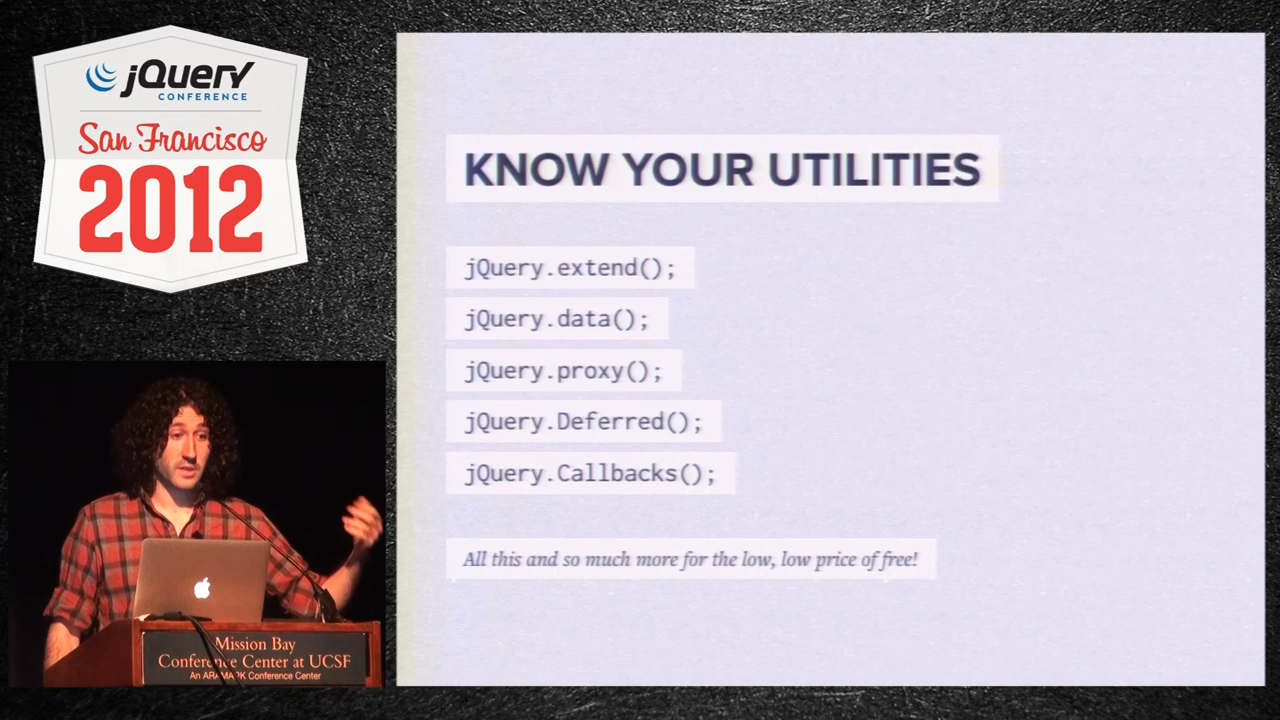 jQuery
CONFERENCE
San Francisco
2012
KNOW YOUR UTILITIES
jQuery.extend();
jQuery.data();
jQuery.proxy();
jQuery.Deferred();
jQuery.Callbacks();
All this and so much more for the low, low price of free!
Mission Bay
Conference Center at UCSF
An ARAMARK Conference Center